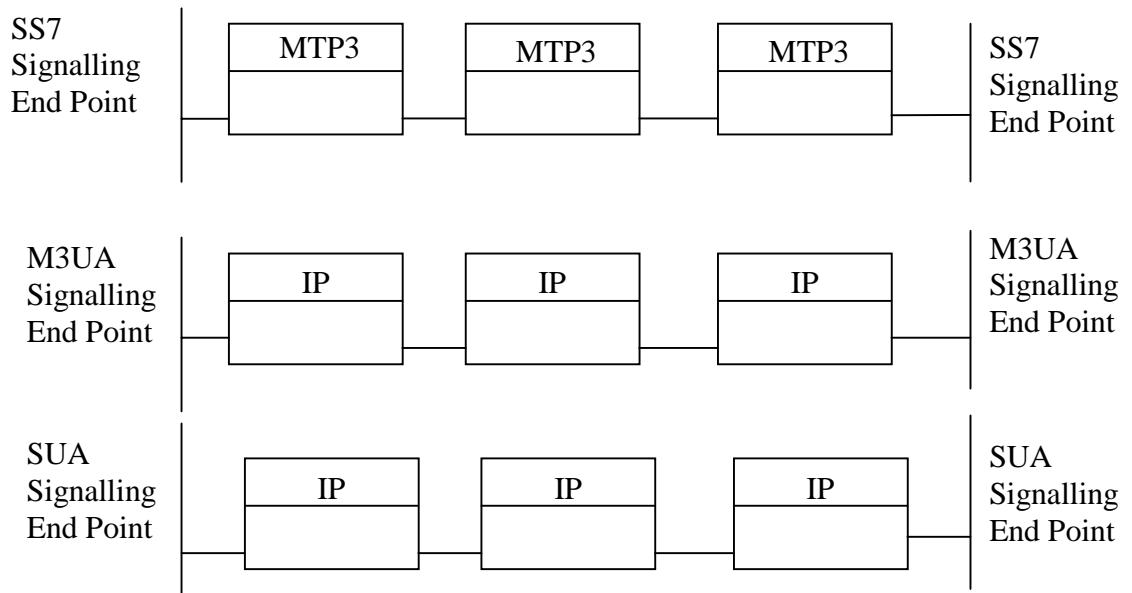 SS7
Signalling
End Point
MTP3
MTP3
MTP3
SS7
Signalling
End Point
M3UA
Signalling
End Point
IP
IP
IP
M3UA
Signalling
End Point
SUA
Signalling
End Point
IP
IP
IP
SUA
Signalling
End Point